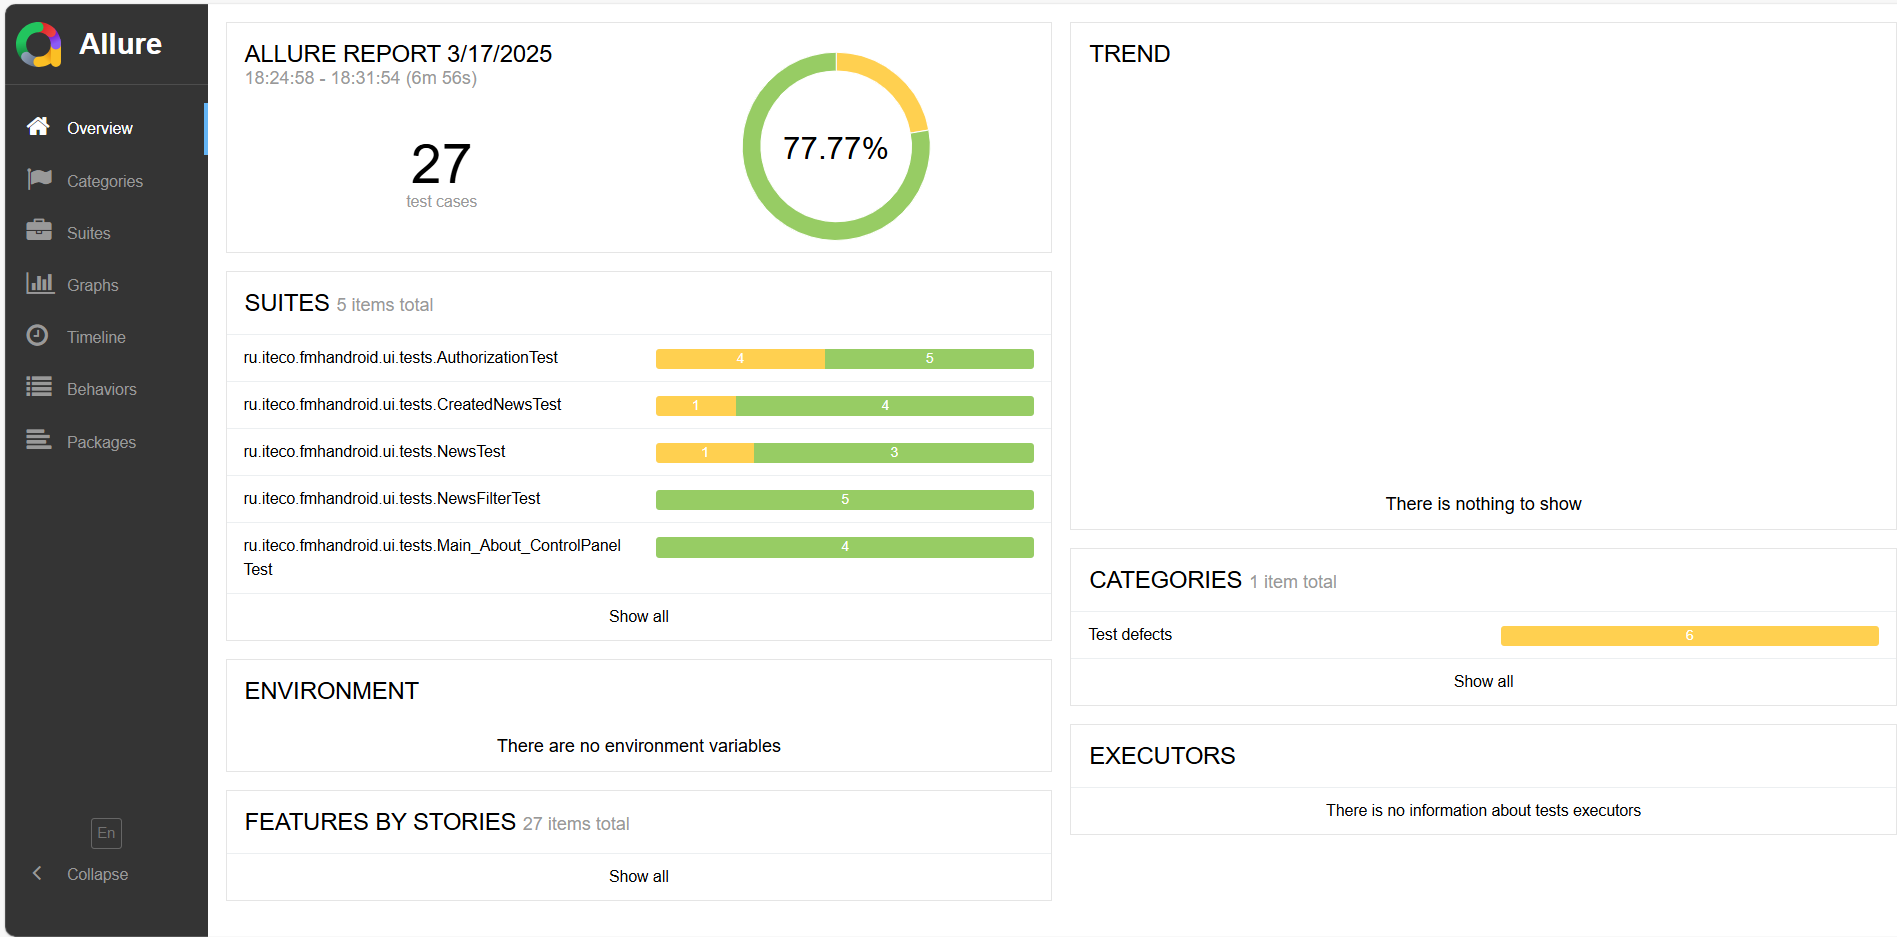 Allure
Overview
Categories
Suites
Graphs
Timeline
Behaviors
Packages
En
Collapse
ALLURE REPORT 3/17/2025
18:24:58 - 18:31:54 (6m 56s)
27
test cases
77.77%
SUITES 5 items total
ru.iteco.fmhandroid.ui.tests.AuthorizationTest 4 5
ru.iteco.fmhandroid.ui.tests.CreatedNewsTest 1 4
ru.iteco.fmhandroid.ui.tests.NewsTest 1 3
ru.iteco.fmhandroid.ui.tests.NewsFilterTest 5
ru.iteco.fmhandroid.ui.tests.Main_About_ControlPanel 4
Test
Show all
ENVIRONMENT
There are no environment variables
FEATURES BY STORIES 27 items total
Show all
TREND
There is nothing to show
CATEGORIES 1 item total
Test defects 6
Show all
EXECUTORS
There is no information about tests executors